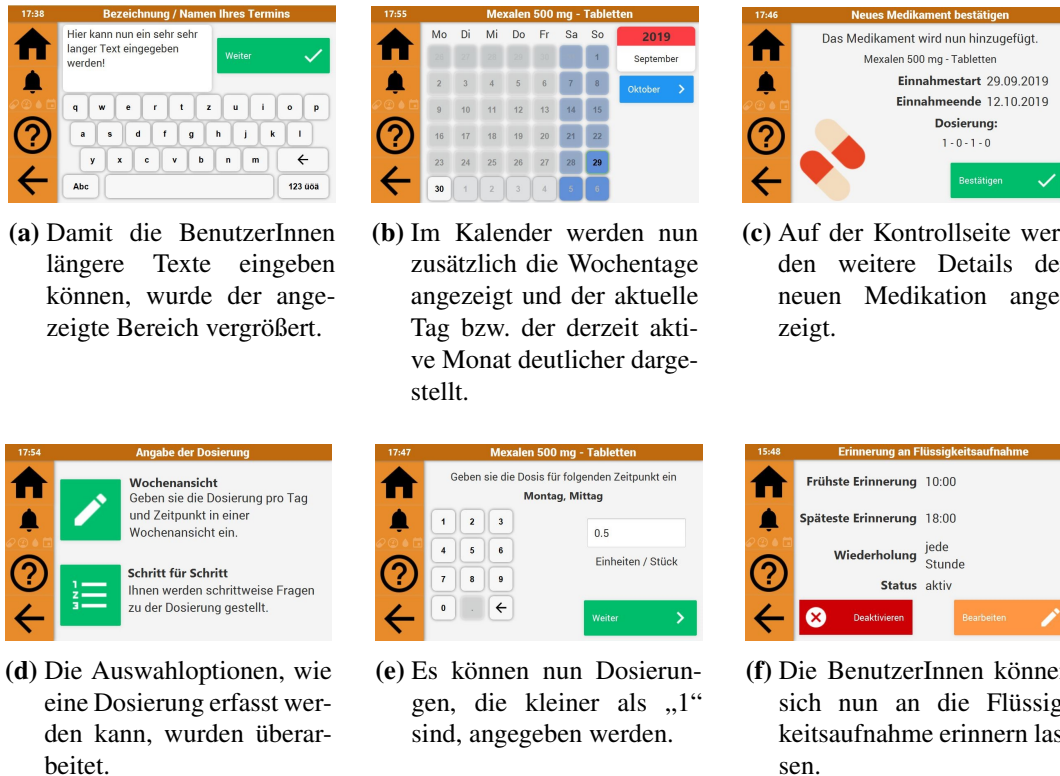 17:38 Bezeichnung / Namen Ihres Termins
Hier kann nun ein sehr sehr
langer Text eingegeben
werden!
Weiter
q w e r t z u i o p
a s d f g h j k l
y x c v b n m
Abc 123 üöä
(a) Damit die BenutzerInnen
längere Texte eingeben
können, wurde der ange-
zeigte Bereich vergrößert.
17:55 Mexalen 500 mg - Tabletten
Mo Di Mi Do Fr Sa So
1
2 3 4 5 6 7 8
9 10 11 12 13 14 15
16 17 18 19 20 21 22
23 24 25 26 27 28 29
30 1 2 3 4 5 6
2019
September
Oktober
(b) Im Kalender werden nun
zusätzlich die Wochentage
angezeigt und der aktuelle
Tag bzw. der derzeit akti-
ve Monat deutlicher darge-
stellt.
17:46 Neues Medikament bestätigen
Das Medikament wird nun hinzugefügt.
Mexalen 500 mg - Tabletten
Einnahmestart 29.09.2019
Einnahmeende 12.10.2019
Dosierung:
1 - 0 - 1 - 0
Bestätigen
(c) Auf der Kontrollseite wer
den weitere Details de
neuen Medikation ange
zeigt.
17:54 Angabe der Dosierung
Wochenansicht
Geben sie die Dosierung pro Tag
und Zeitpunkt in einer
Wochenansicht ein.
1
2
3
Schritt für Schritt
Ihnen werden schrittweise Fragen
zu der Dosierung gestellt.
(d) Die Auswahloptionen, wie
eine Dosierung erfasst wer-
den kann, wurden überar-
beitet.
17:47 Mexalen 500 mg - Tabletten
Geben sie die Dosis für folgenden Zeitpunkt ein
Montag, Mittag
1 2 3
4 5 6
7 8 9
0 .
0.5
Einheiten / Stück
Weiter
(e) Es können nun Dosierun-
gen, die kleiner als „1“
sind, angegeben werden.
15:48 Erinnerung an Flüssigkeitsaufnahme
Frühste Erinnerung 10:00
Späteste Erinnerung 18:00
Wiederholung jede
Stunde
Status aktiv
Deaktivieren Bearbeiten
(f) Die BenutzerInnen könne
sich nun an die Flüssig
keitsaufnahme erinnern las
sen.